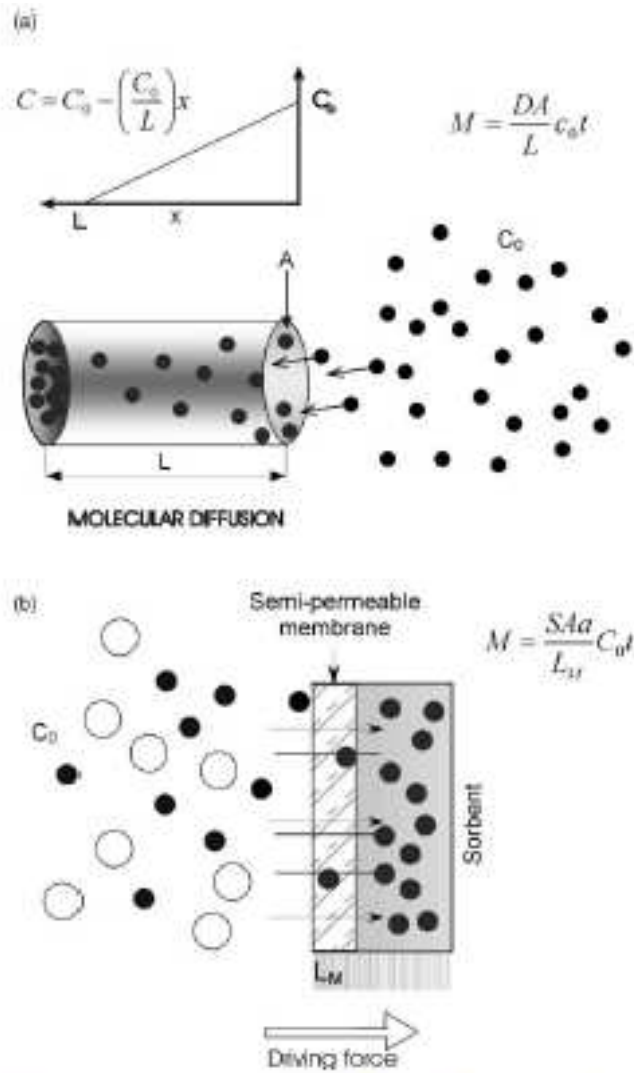 (a)
C = C₀ − (C₀/L)x
C₀
L
x
M = DA/L c₀t
C₀
A
L
MOLECULAR DIFFUSION
(b)
Semi-permeable
membrane
M = SAa/L_M C₀t
C₀
Sorbent
L_M
Driving force